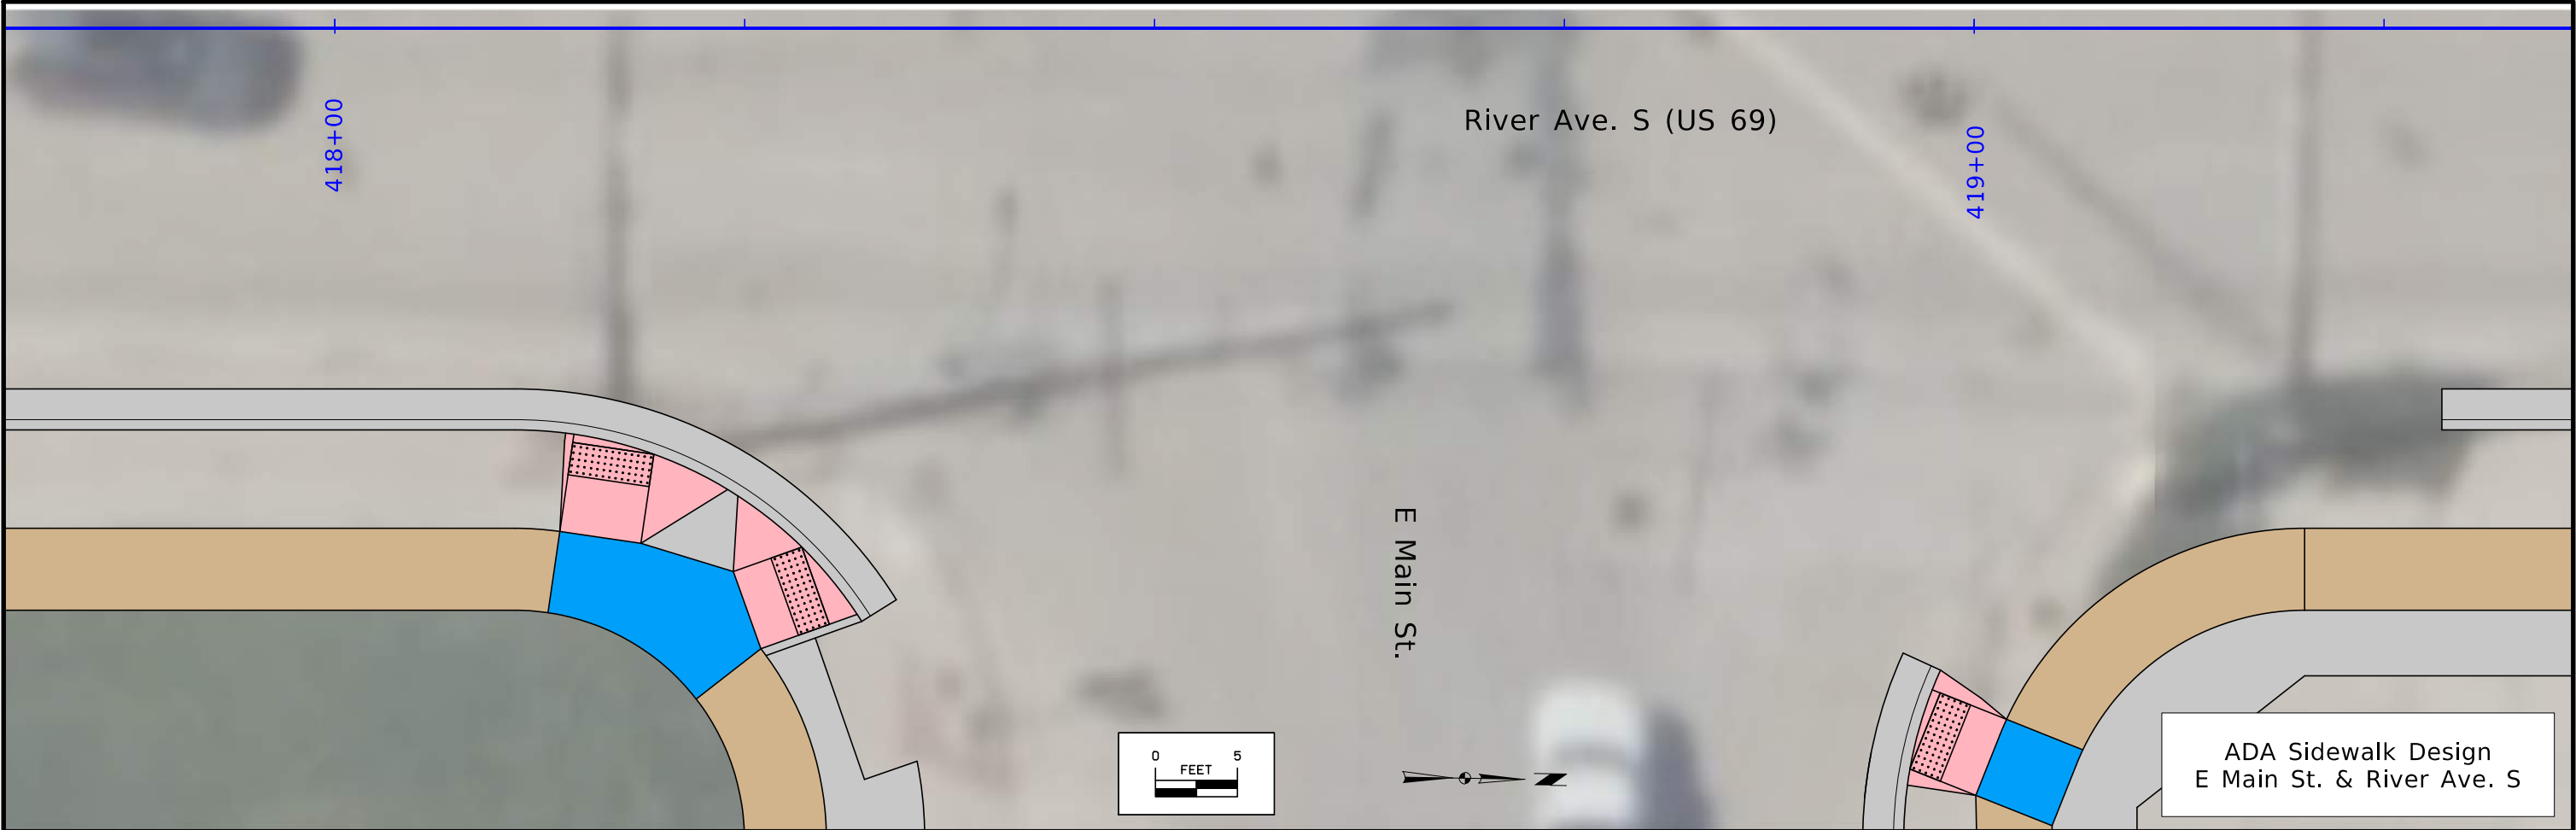 418+00
River Ave. S (US 69)
419+00
E Main St.
0 5
FEET
ADA Sidewalk Design
E Main St. & River Ave. S